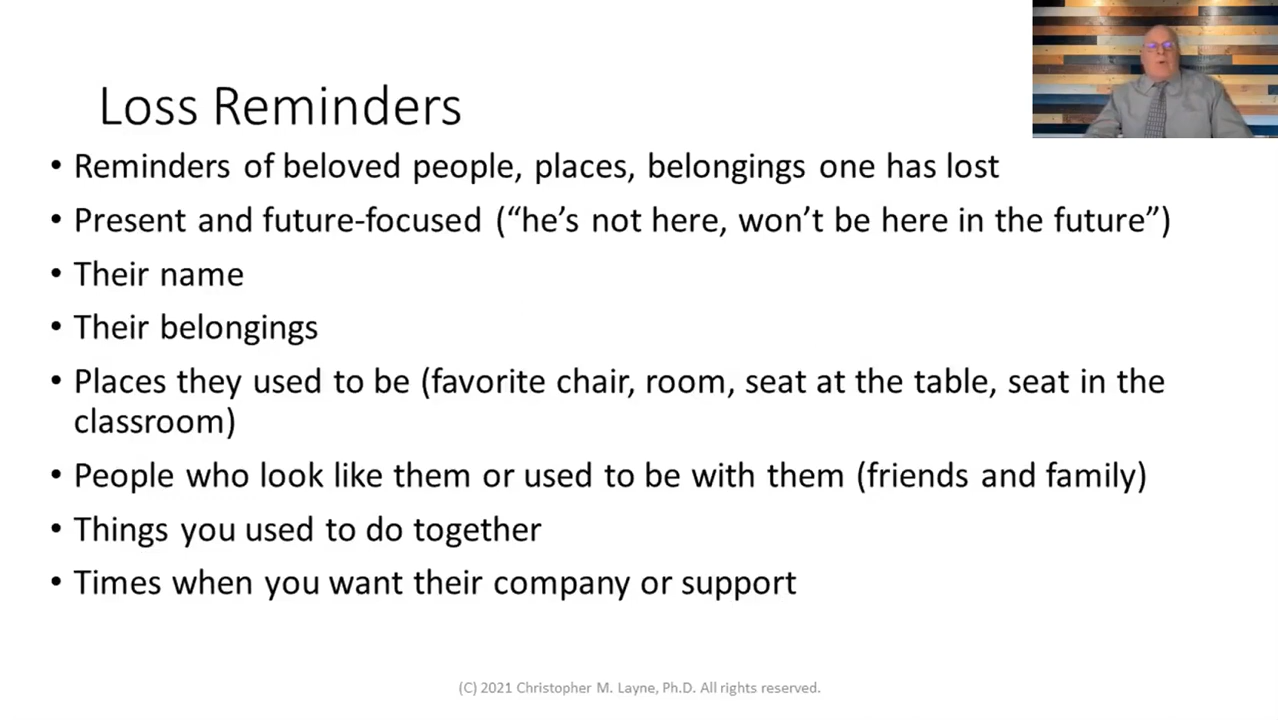 Loss Reminders
• Reminders of beloved people, places, belongings one has lost
• Present and future-focused (“he’s not here, won’t be here in the future”)
• Their name
• Their belongings
• Places they used to be (favorite chair, room, seat at the table, seat in the
classroom)
• People who look like them or used to be with them (friends and family)
• Things you used to do together
• Times when you want their company or support
(C) 2021 Christopher M. Layne, Ph.D. All rights reserved.